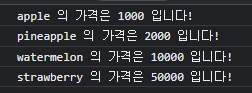 apple 의 가격은 1000 입니다!
pineapple 의 가격은 2000 입니다!
watermelon 의 가격은 10000 입니다!
strawberry 의 가격은 50000 입니다!